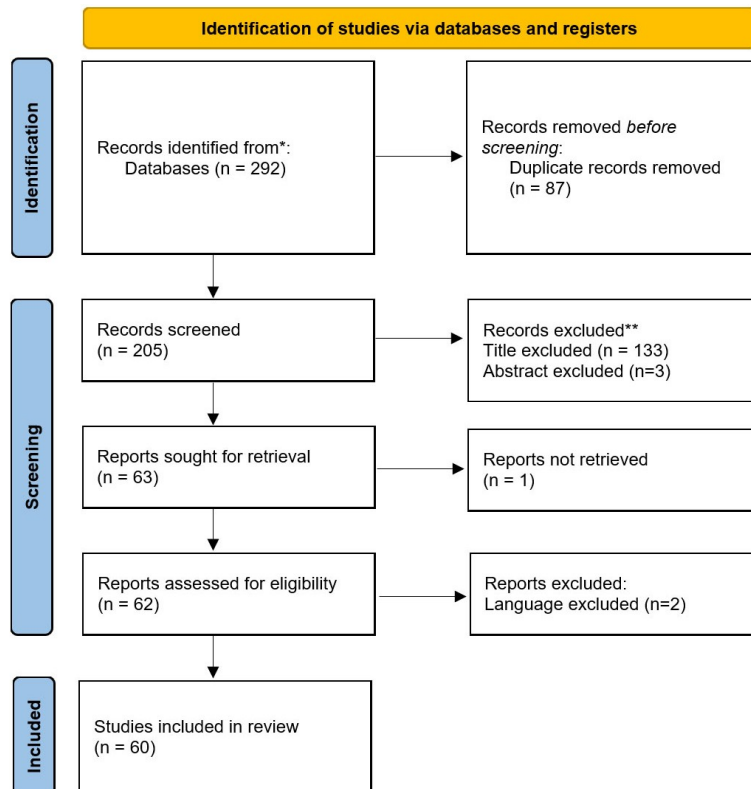 Identification of studies via databases and registers
Identification
Records identified from*:
Databases (n = 292)
Records removed before
screening:
Duplicate records removed
(n = 87)
Screening
Records screened
(n = 205)
Records excluded**
Title excluded (n = 133)
Abstract excluded (n=3)
Reports sought for retrieval
(n = 63)
Reports not retrieved
(n = 1)
Reports assessed for eligibility
(n = 62)
Reports excluded:
Language excluded (n=2)
Included
Studies included in review
(n = 60)